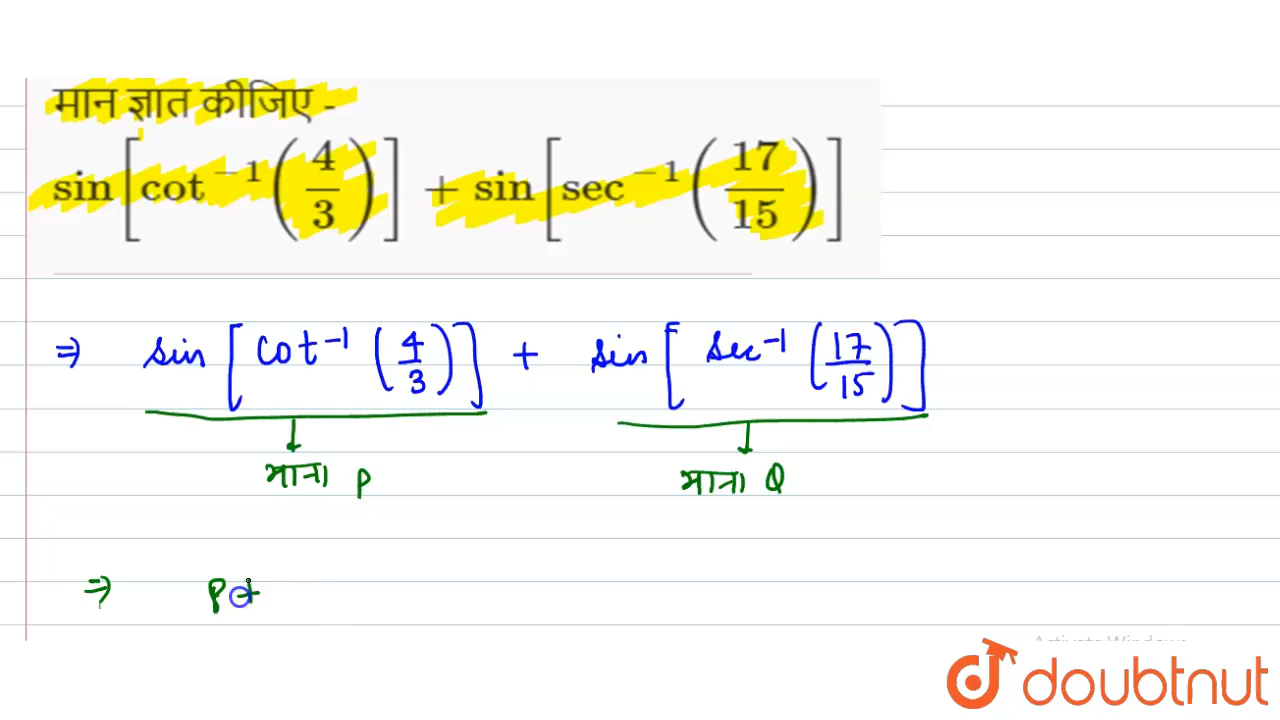 मान ज्ञात कीजिए -
sin[cot⁻¹(4/3)] + sin[sec⁻¹(17/15)]
⇒ sin[cot⁻¹(4/3)] + sin[sec⁻¹(17/15)]
माना P माना Q
⇒ P +
doubtnut